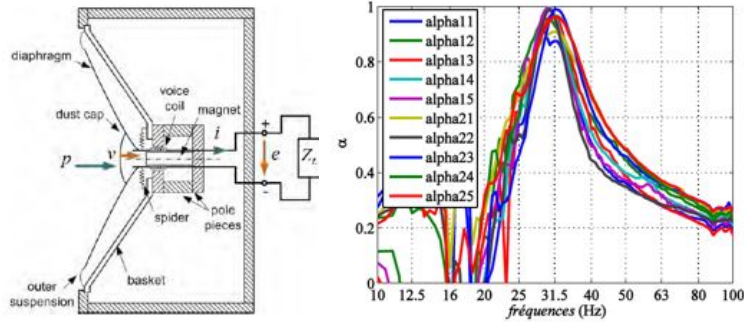 diaphragm
voice
coil
magnet
dust cap
i
+
v
e
p
-
spider
pole
pieces
outer
suspension
basket
1
0.8
0.6
0.4
0.2
0
α
alpha11
alpha12
alpha13
alpha14
alpha15
alpha21
alpha22
alpha23
alpha24
alpha25
10 12.5 16 20 25 31.5 40 50 63 80 100
fréquences (Hz)